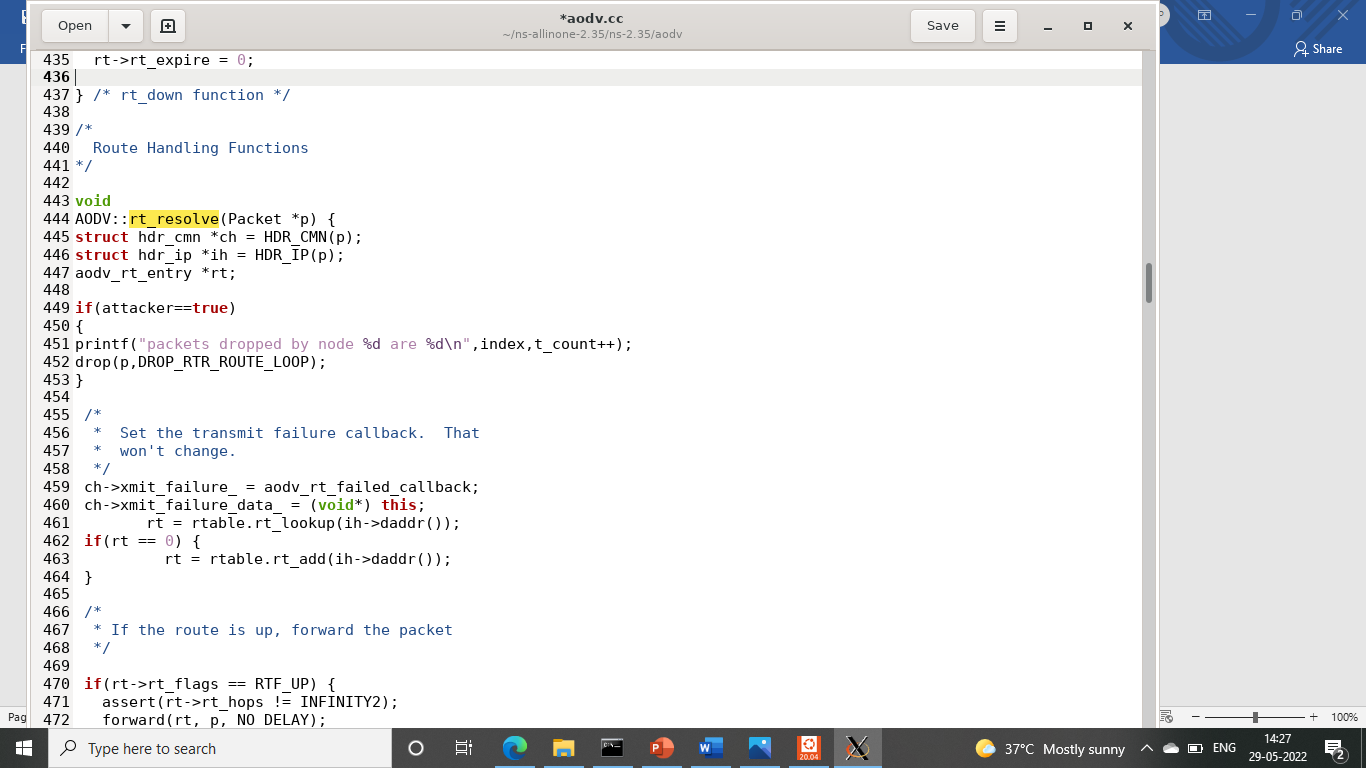 Open
*aodv.cc
~/ns-allinone-2.35/ns-2.35/aodv
Save
Share
435 rt->rt_expire = 0;
436
437 } /* rt_down function */
438
439 /*
440 Route Handling Functions
441 */
442
443 void
444 AODV::rt_resolve(Packet *p) {
445 struct hdr_cmn *ch = HDR_CMN(p);
446 struct hdr_ip *ih = HDR_IP(p);
447 aodv_rt_entry *rt;
448
449 if(attacker==true)
450 {
451 printf("packets dropped by node %d are %d\n",index,t_count++);
452 drop(p,DROP_RTR_ROUTE_LOOP);
453 }
454
455 /*
456 * Set the transmit failure callback. That
457 * won't change.
458 */
459 ch->xmit_failure_ = aodv_rt_failed_callback;
460 ch->xmit_failure_data_ = (void*) this;
461 rt = rtable.rt_lookup(ih->daddr());
462 if(rt == 0) {
463 rt = rtable.rt_add(ih->daddr());
464 }
465
466 /*
467 * If the route is up, forward the packet
468 */
469
470 if(rt->rt_flags == RTF_UP) {
471 assert(rt->rt_hops != INFINITY2);
472 forward(rt, p, NO_DELAY);
Pag
100%
Type here to search
20.04
37°C Mostly sunny
ENG
14:27
29-05-2022
2